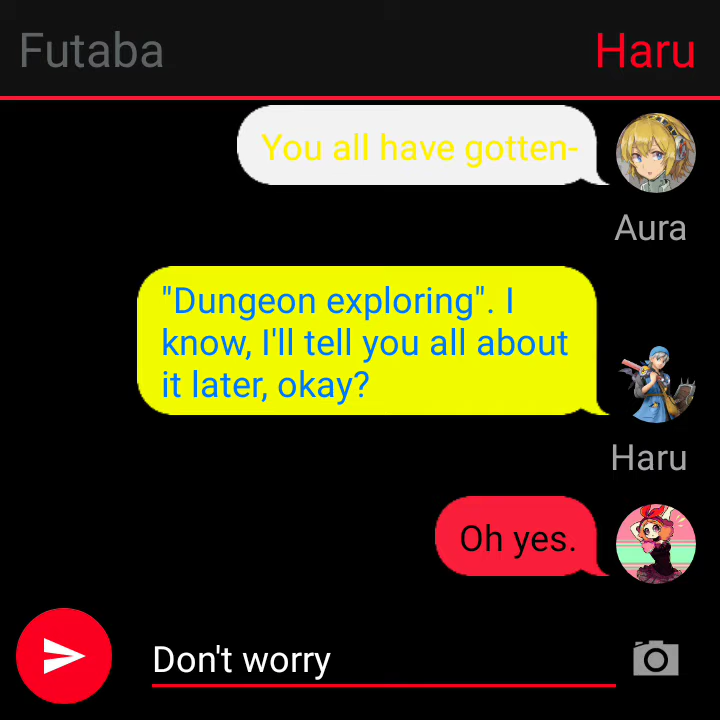 Futaba
Haru
You all have gotten-
Aura
"Dungeon exploring". I
know, I'll tell you all about
it later, okay?
Haru
Oh yes.
Don't worry